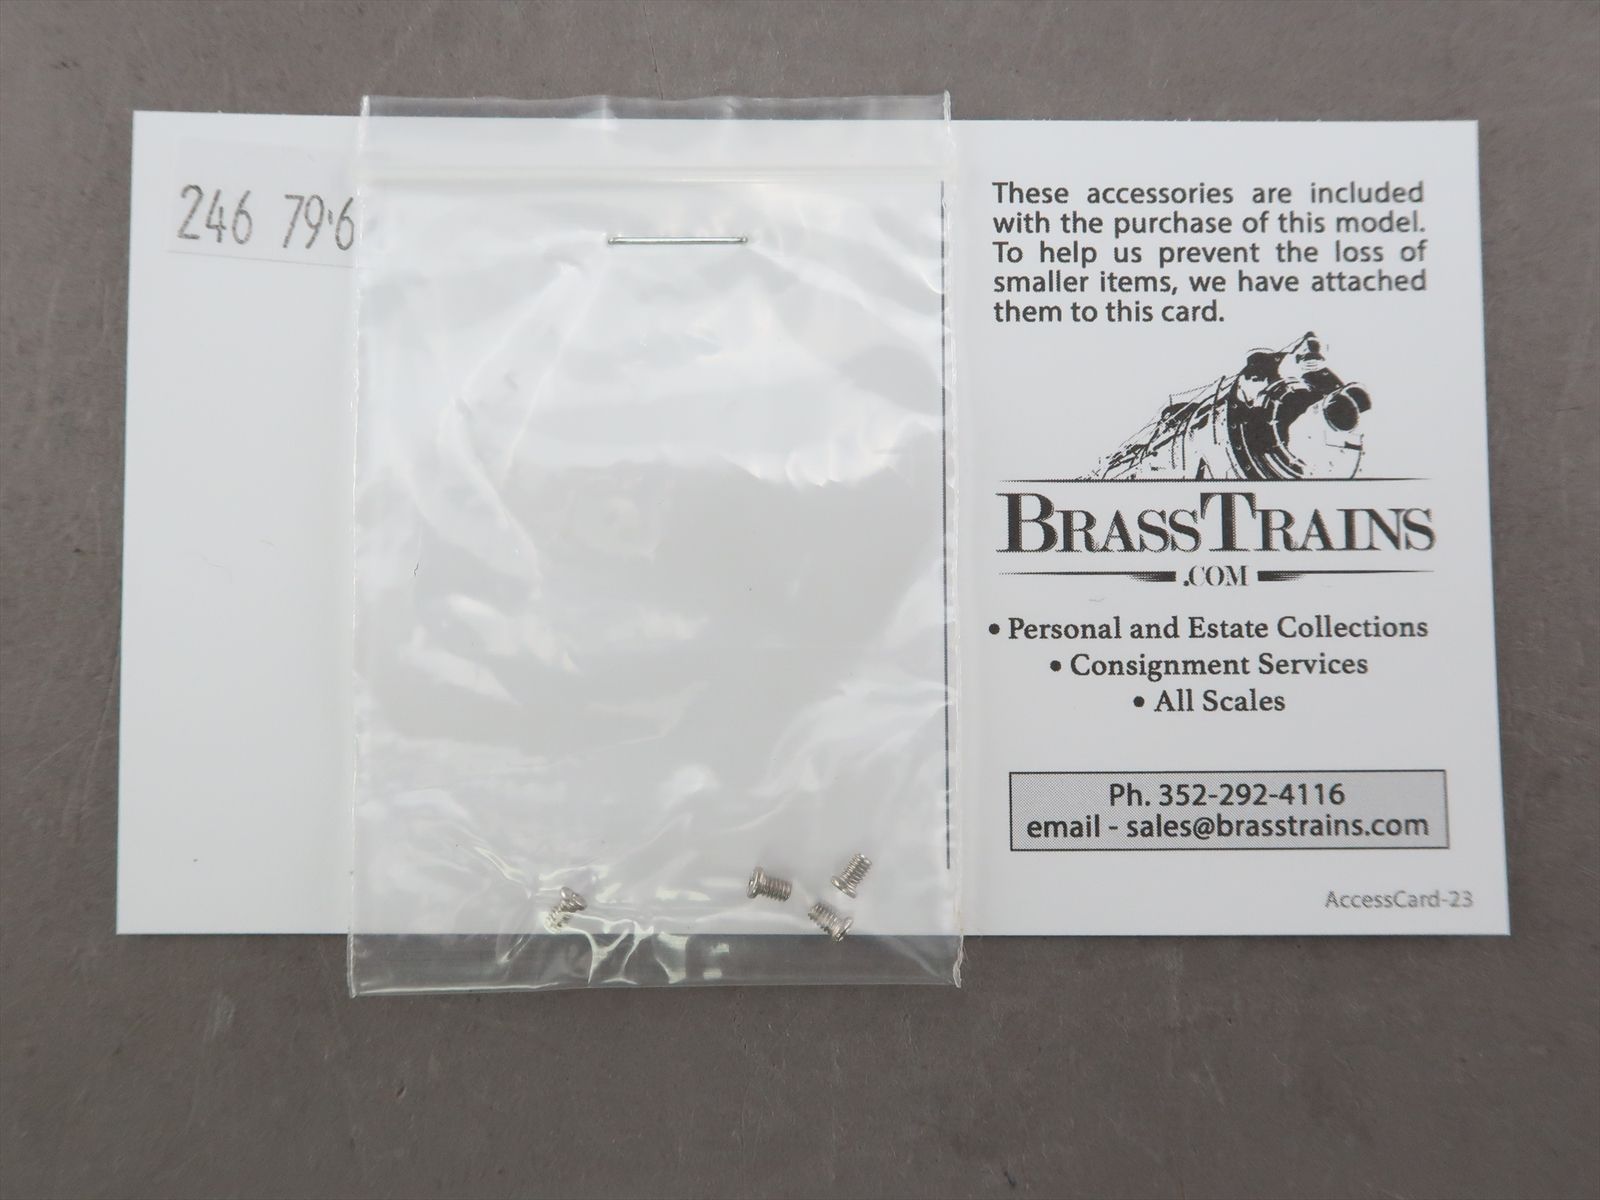 246 79·6
These accessories are included
with the purchase of this model.
To help us prevent the loss of
smaller items, we have attached
them to this card.
BRASSTRAINS
.COM
• Personal and Estate Collections
• Consignment Services
• All Scales
Ph. 352-292-4116
email - sales@brasstrains.com
AccessCard-23